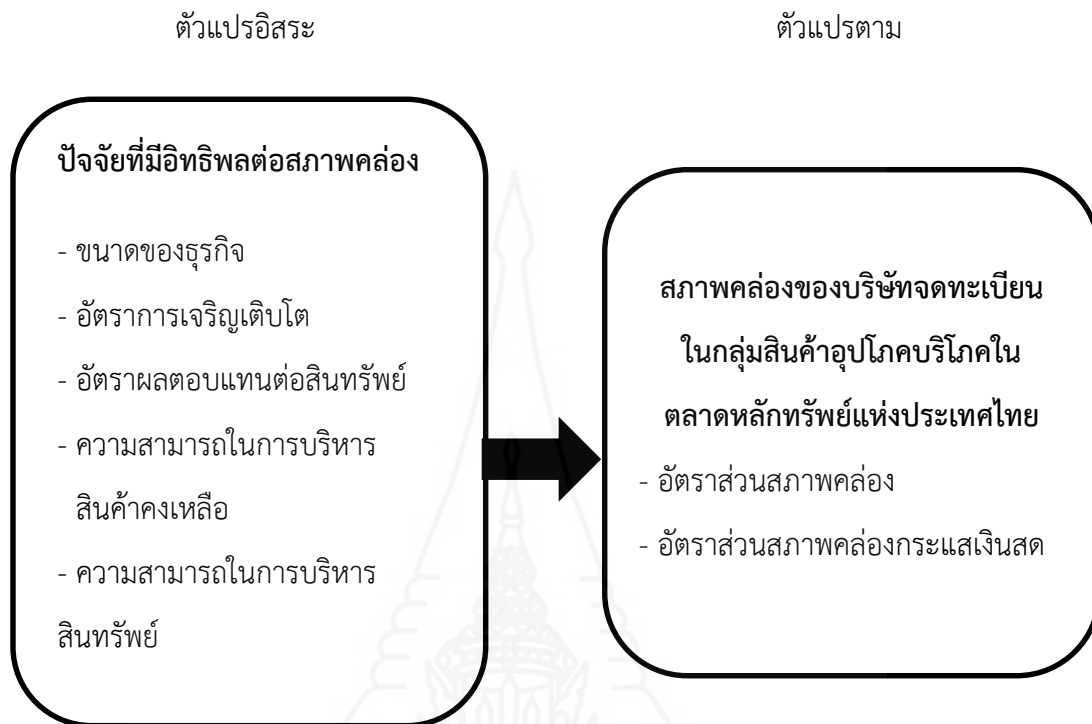 ตัวแปรอิสระ
ตัวแปรตาม
ปัจจัยที่มีอิทธิพลต่อสภาพคล่อง
- ขนาดของธุรกิจ
- อัตราการเจริญเติบโต
- อัตราผลตอบแทนต่อสินทรัพย์
- ความสามารถในการบริหาร
สินค้าคงเหลือ
- ความสามารถในการบริหาร
สินทรัพย์
สภาพคล่องของบริษัทจดทะเบียน
ในกลุ่มสินค้าอุปโภคบริโภคใน
ตลาดหลักทรัพย์แห่งประเทศไทย
- อัตราส่วนสภาพคล่อง
- อัตราส่วนสภาพคล่องกระแสเงินสด